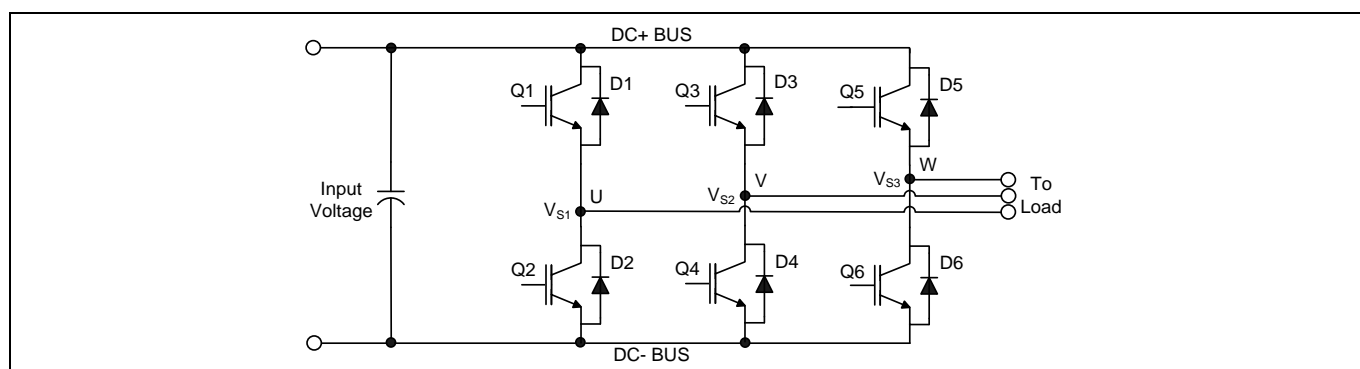 DC+ BUS
Q1
D1
Q3
D3
Q5
D5
Input
Voltage
U
VS1
V
VS2
W
VS3
To
Load
Q2
D2
Q4
D4
Q6
D6
DC- BUS